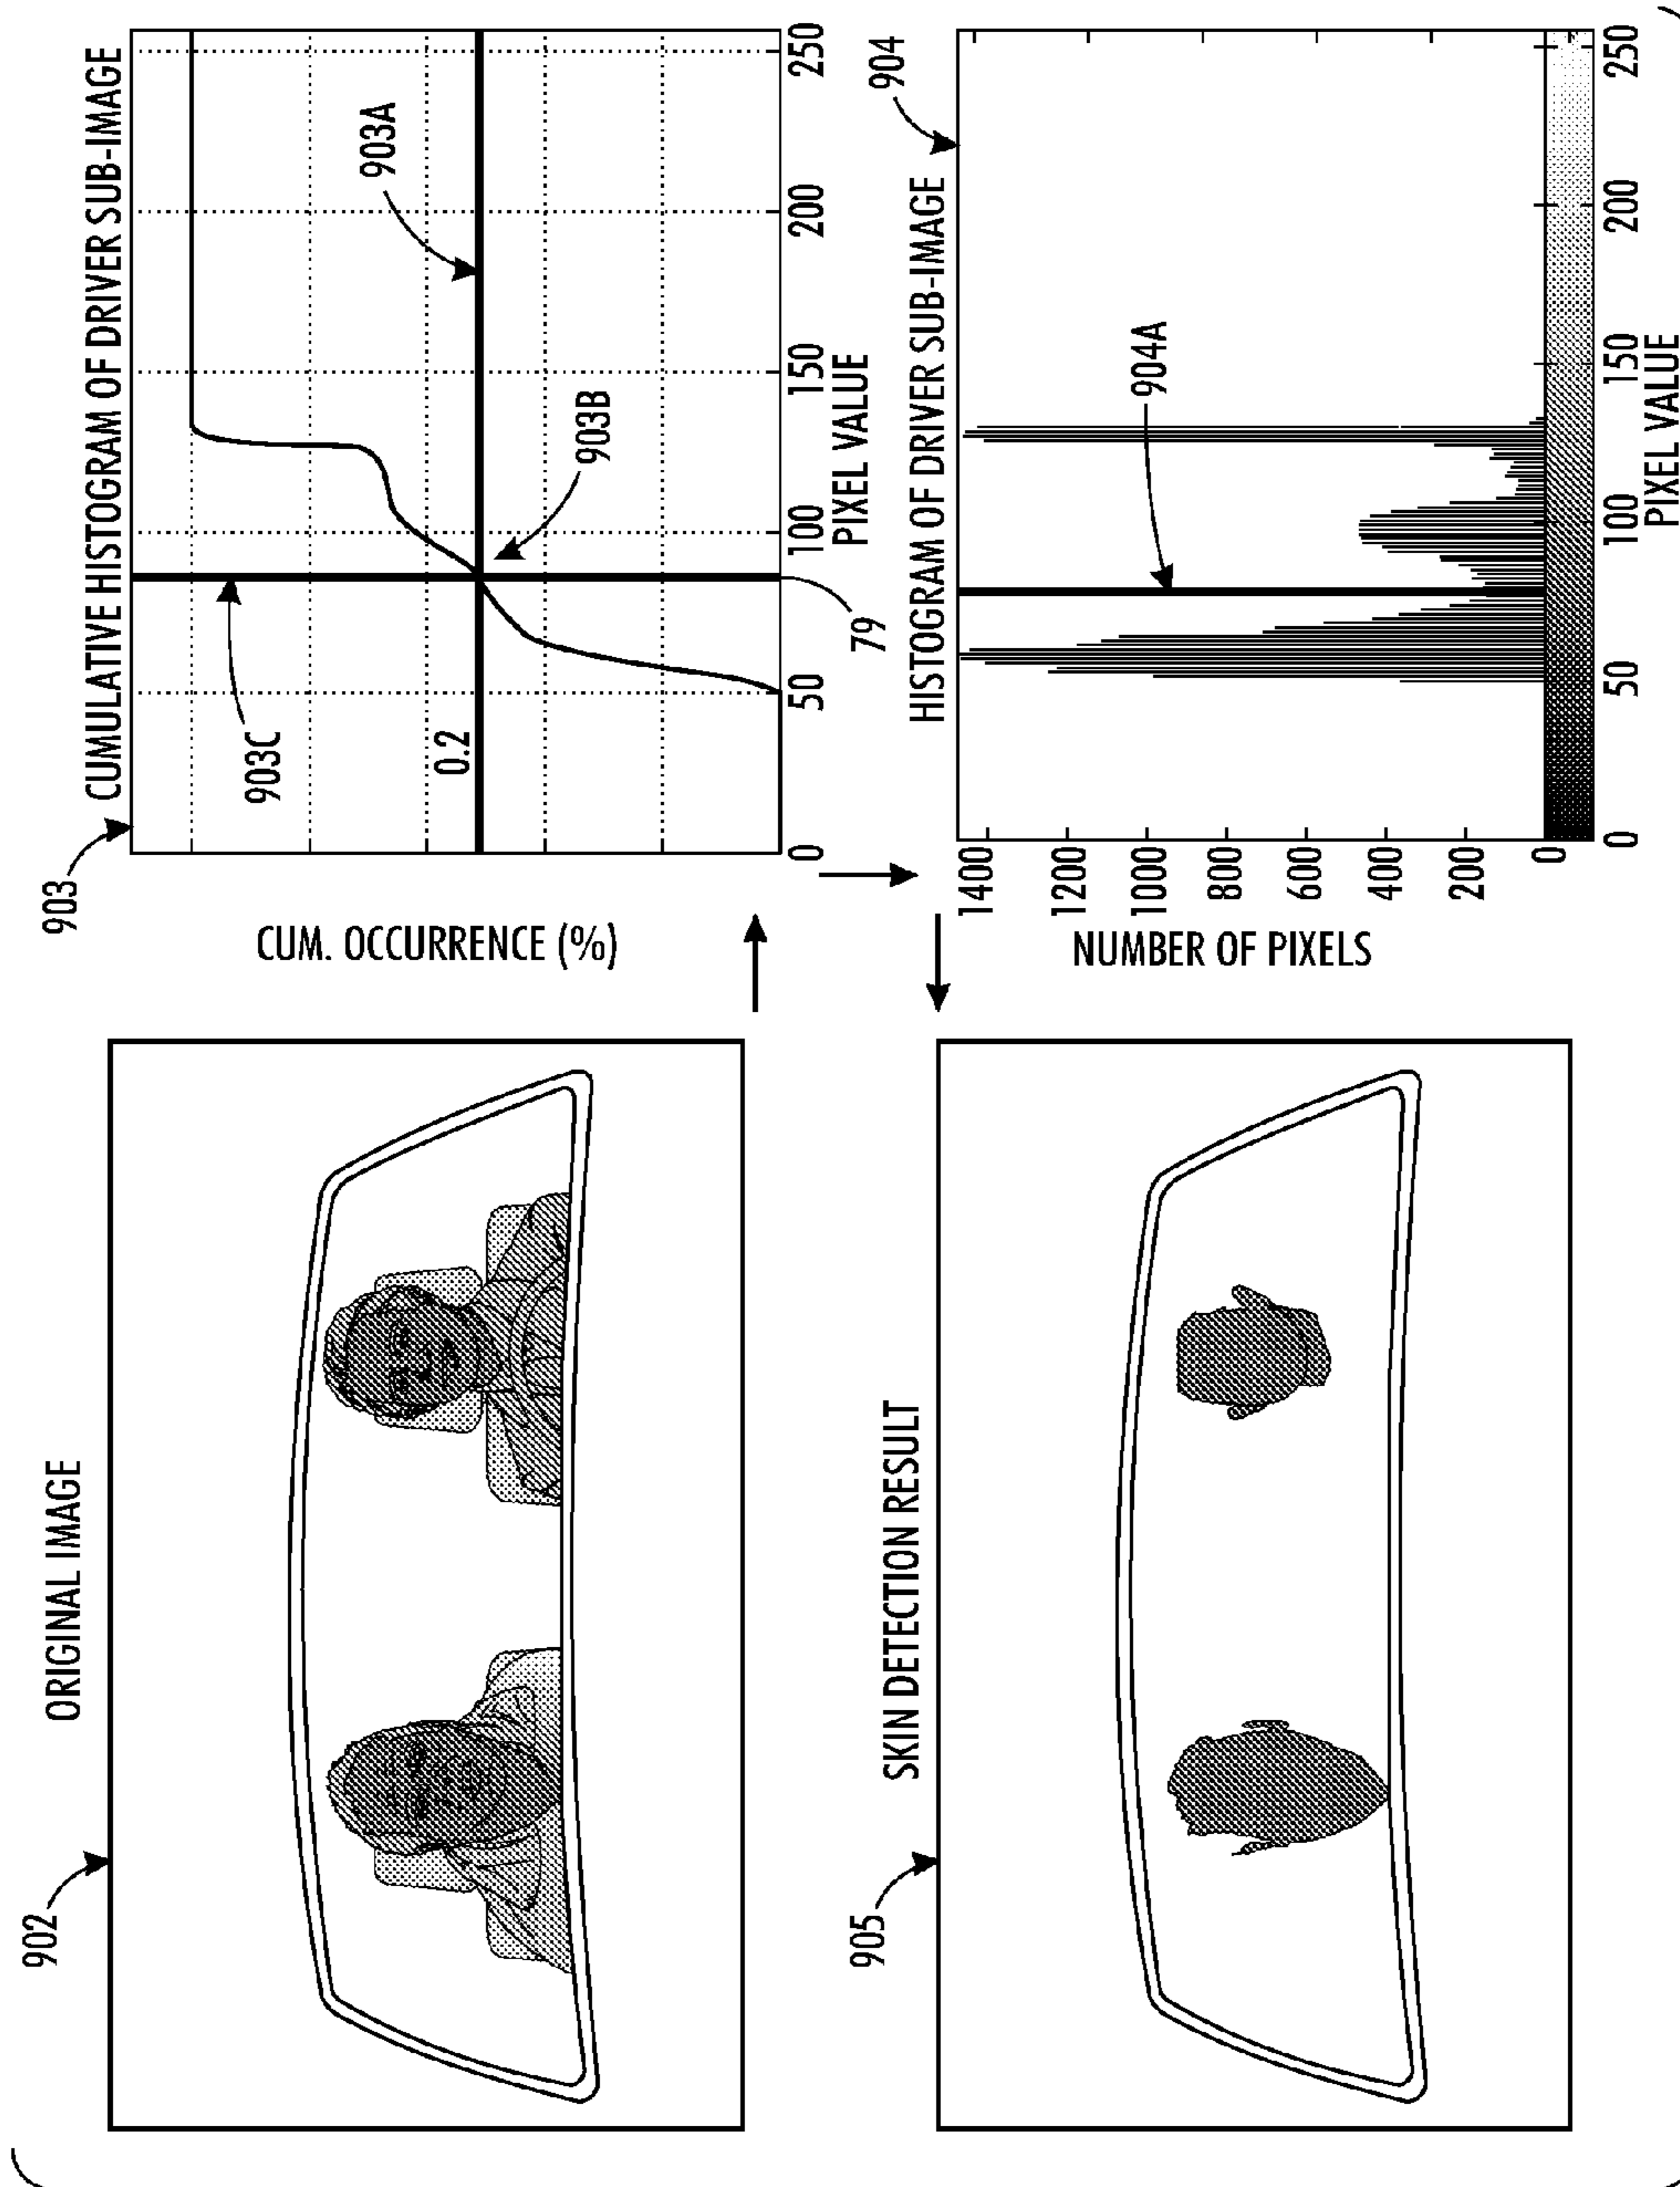 902
ORIGINAL IMAGE
903
CUMULATIVE HISTOGRAM OF DRIVER SUB-IMAGE
CUM. OCCURRENCE (%)
903C
0.2
903A
903B
0
50
100
150
200
250
79
PIXEL VALUE
905
SKIN DETECTION RESULT
904
HISTOGRAM OF DRIVER SUB-IMAGE
NUMBER OF PIXELS
1400
1200
1000
800
600
400
200
0
904A
0
50
100
150
200
250
PIXEL VALUE